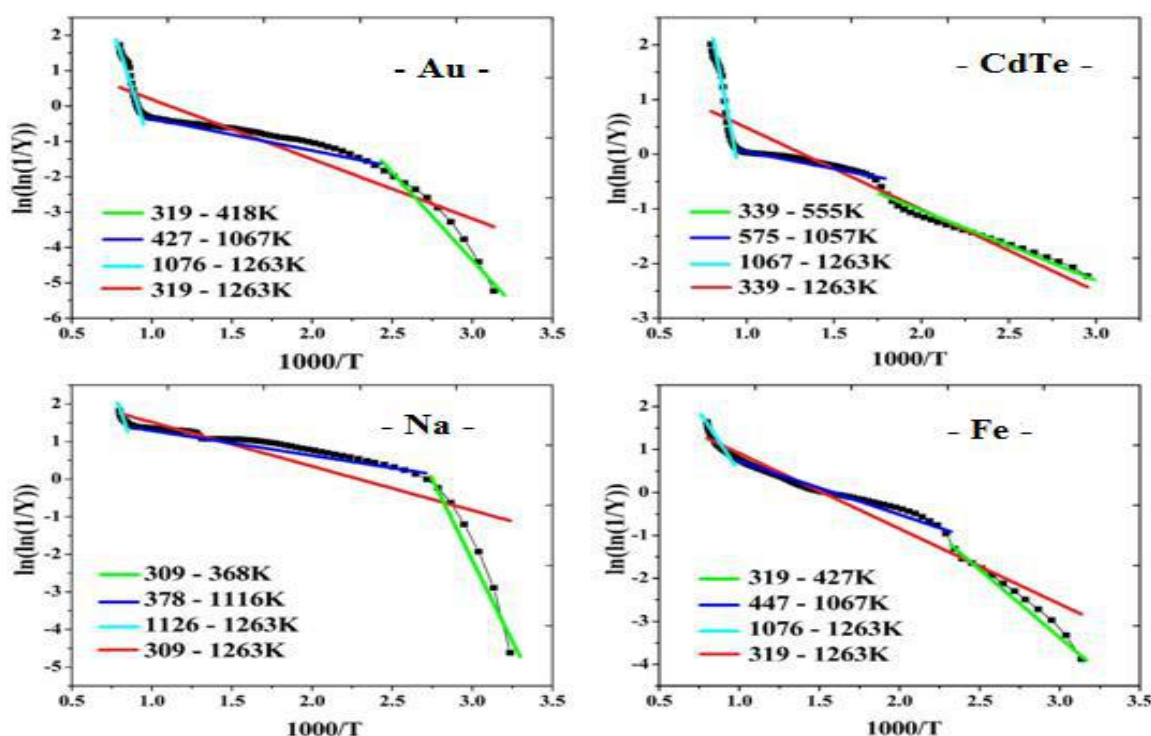 - Au -
ln(ln(1/Y))
2
1
0
-1
-2
-3
-4
-5
-6
319 - 418K
427 - 1067K
1076 - 1263K
319 - 1263K
0.5 1.0 1.5 2.0 2.5 3.0 3.5
1000/T
- CdTe -
ln(ln(1/Y))
2
1
0
-1
-2
-3
339 - 555K
575 - 1057K
1067 - 1263K
339 - 1263K
0.5 1.0 1.5 2.0 2.5 3.0
1000/T
- Na -
ln(ln(1/Y))
2
1
0
-1
-2
-3
-4
-5
309 - 368K
378 - 1116K
1126 - 1263K
309 - 1263K
0.5 1.0 1.5 2.0 2.5 3.0 3.5
1000/T
- Fe -
ln(ln(1/Y))
2
1
0
-1
-2
-3
-4
319 - 427K
447 - 1067K
1076 - 1263K
319 - 1263K
0.5 1.0 1.5 2.0 2.5 3.0 3.5
1000/T